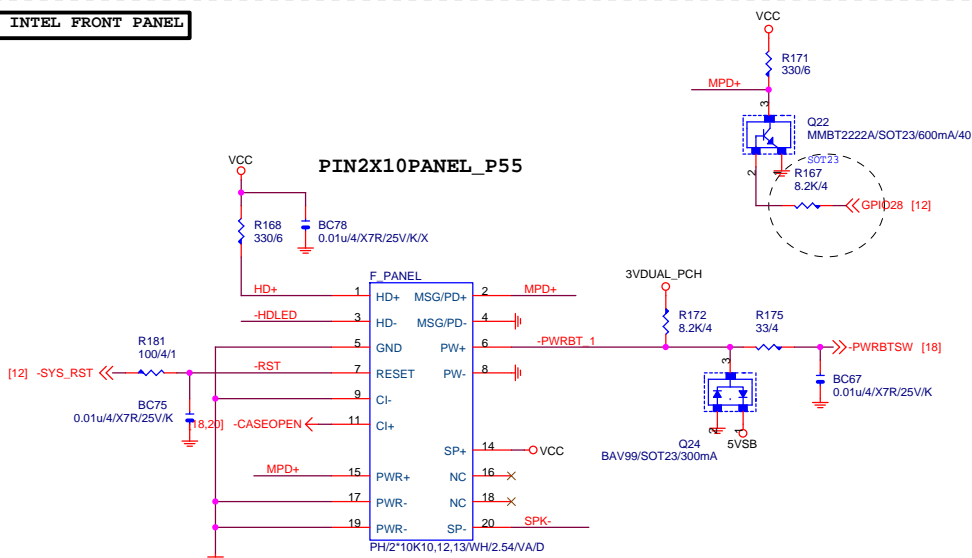 INTEL FRONT PANEL
VCC
R171
330/6
MPD+
3
Q22
MMBT2222A/SOT23/600mA/40
SOT23
2
R167
8.2K/4
GPIO28 [12]
PIN2X10PANEL_P55
VCC
R168
330/6
BC78
0.01u/4/X7R/25V/K/X
F_PANEL
HD+ 1 HD+ MSG/PD+ 2 MPD+
-HDLED 3 HD- MSG/PD- 4
5 GND PW+ 6 -PWRBT_1
-RST 7 RESET PW- 8
9 CI-
11 CI+
SP+ 14 VCC
MPD+ 15 PWR+ NC 16
17 PWR- NC 18
19 PWR- SP- 20 SPK-
PH/2*10K10,12,13/WH/2.54/VA/D
R181
100/4/1
[12] -SYS_RST
BC75
0.01u/4/X7R/25V/K
[18,20] -CASEOPEN
3VDUAL_PCH
R172
8.2K/4
R175
33/4
-PWRBTSW [18]
BC67
0.01u/4/X7R/25V/K
3
Q24
5VSB
BAV99/SOT23/300mA